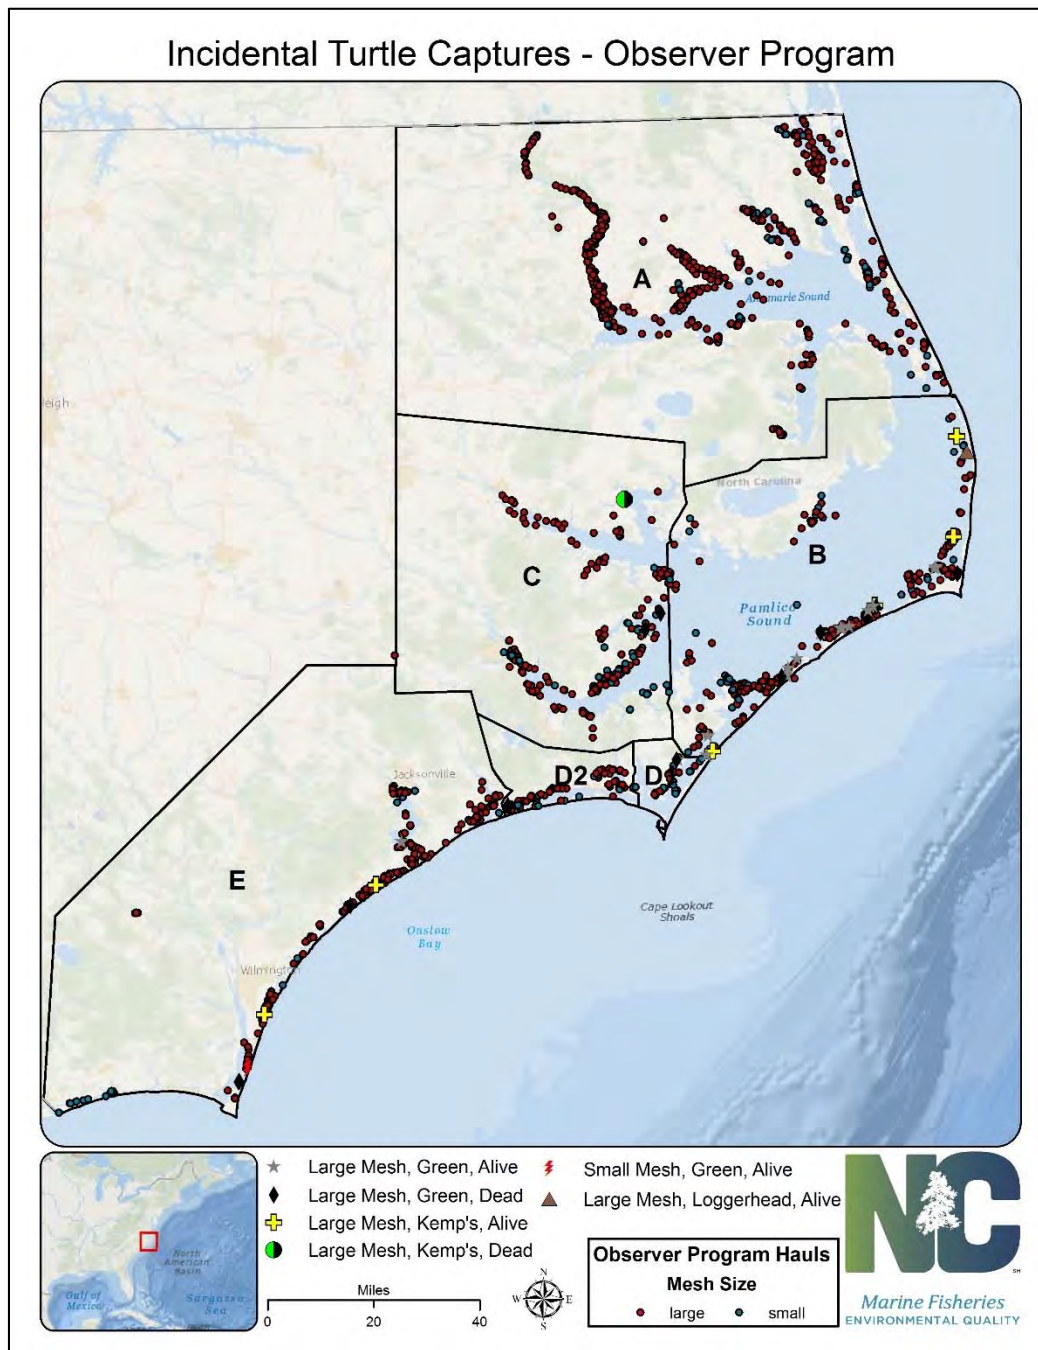 Incidental Turtle Captures - Observer Program
A
Albemarle Sound
leigh
North Carolina
B
C
Pamlico
Sound
Jacksonville
D2
D1
E
Cape Lookout
Shoals
Onslow
Bay
Wilmington
Large Mesh, Green, Alive
Large Mesh, Green, Dead
Large Mesh, Kemp's, Alive
Large Mesh, Kemp's, Dead
Small Mesh, Green, Alive
Large Mesh, Loggerhead, Alive
North
American
Basin
Gulf of
Mexico
Sargasso
Sea
Miles
0 20 40
N
W E
S
Observer Program Hauls
Mesh Size
large small
NC
SM
Marine Fisheries
ENVIRONMENTAL QUALITY